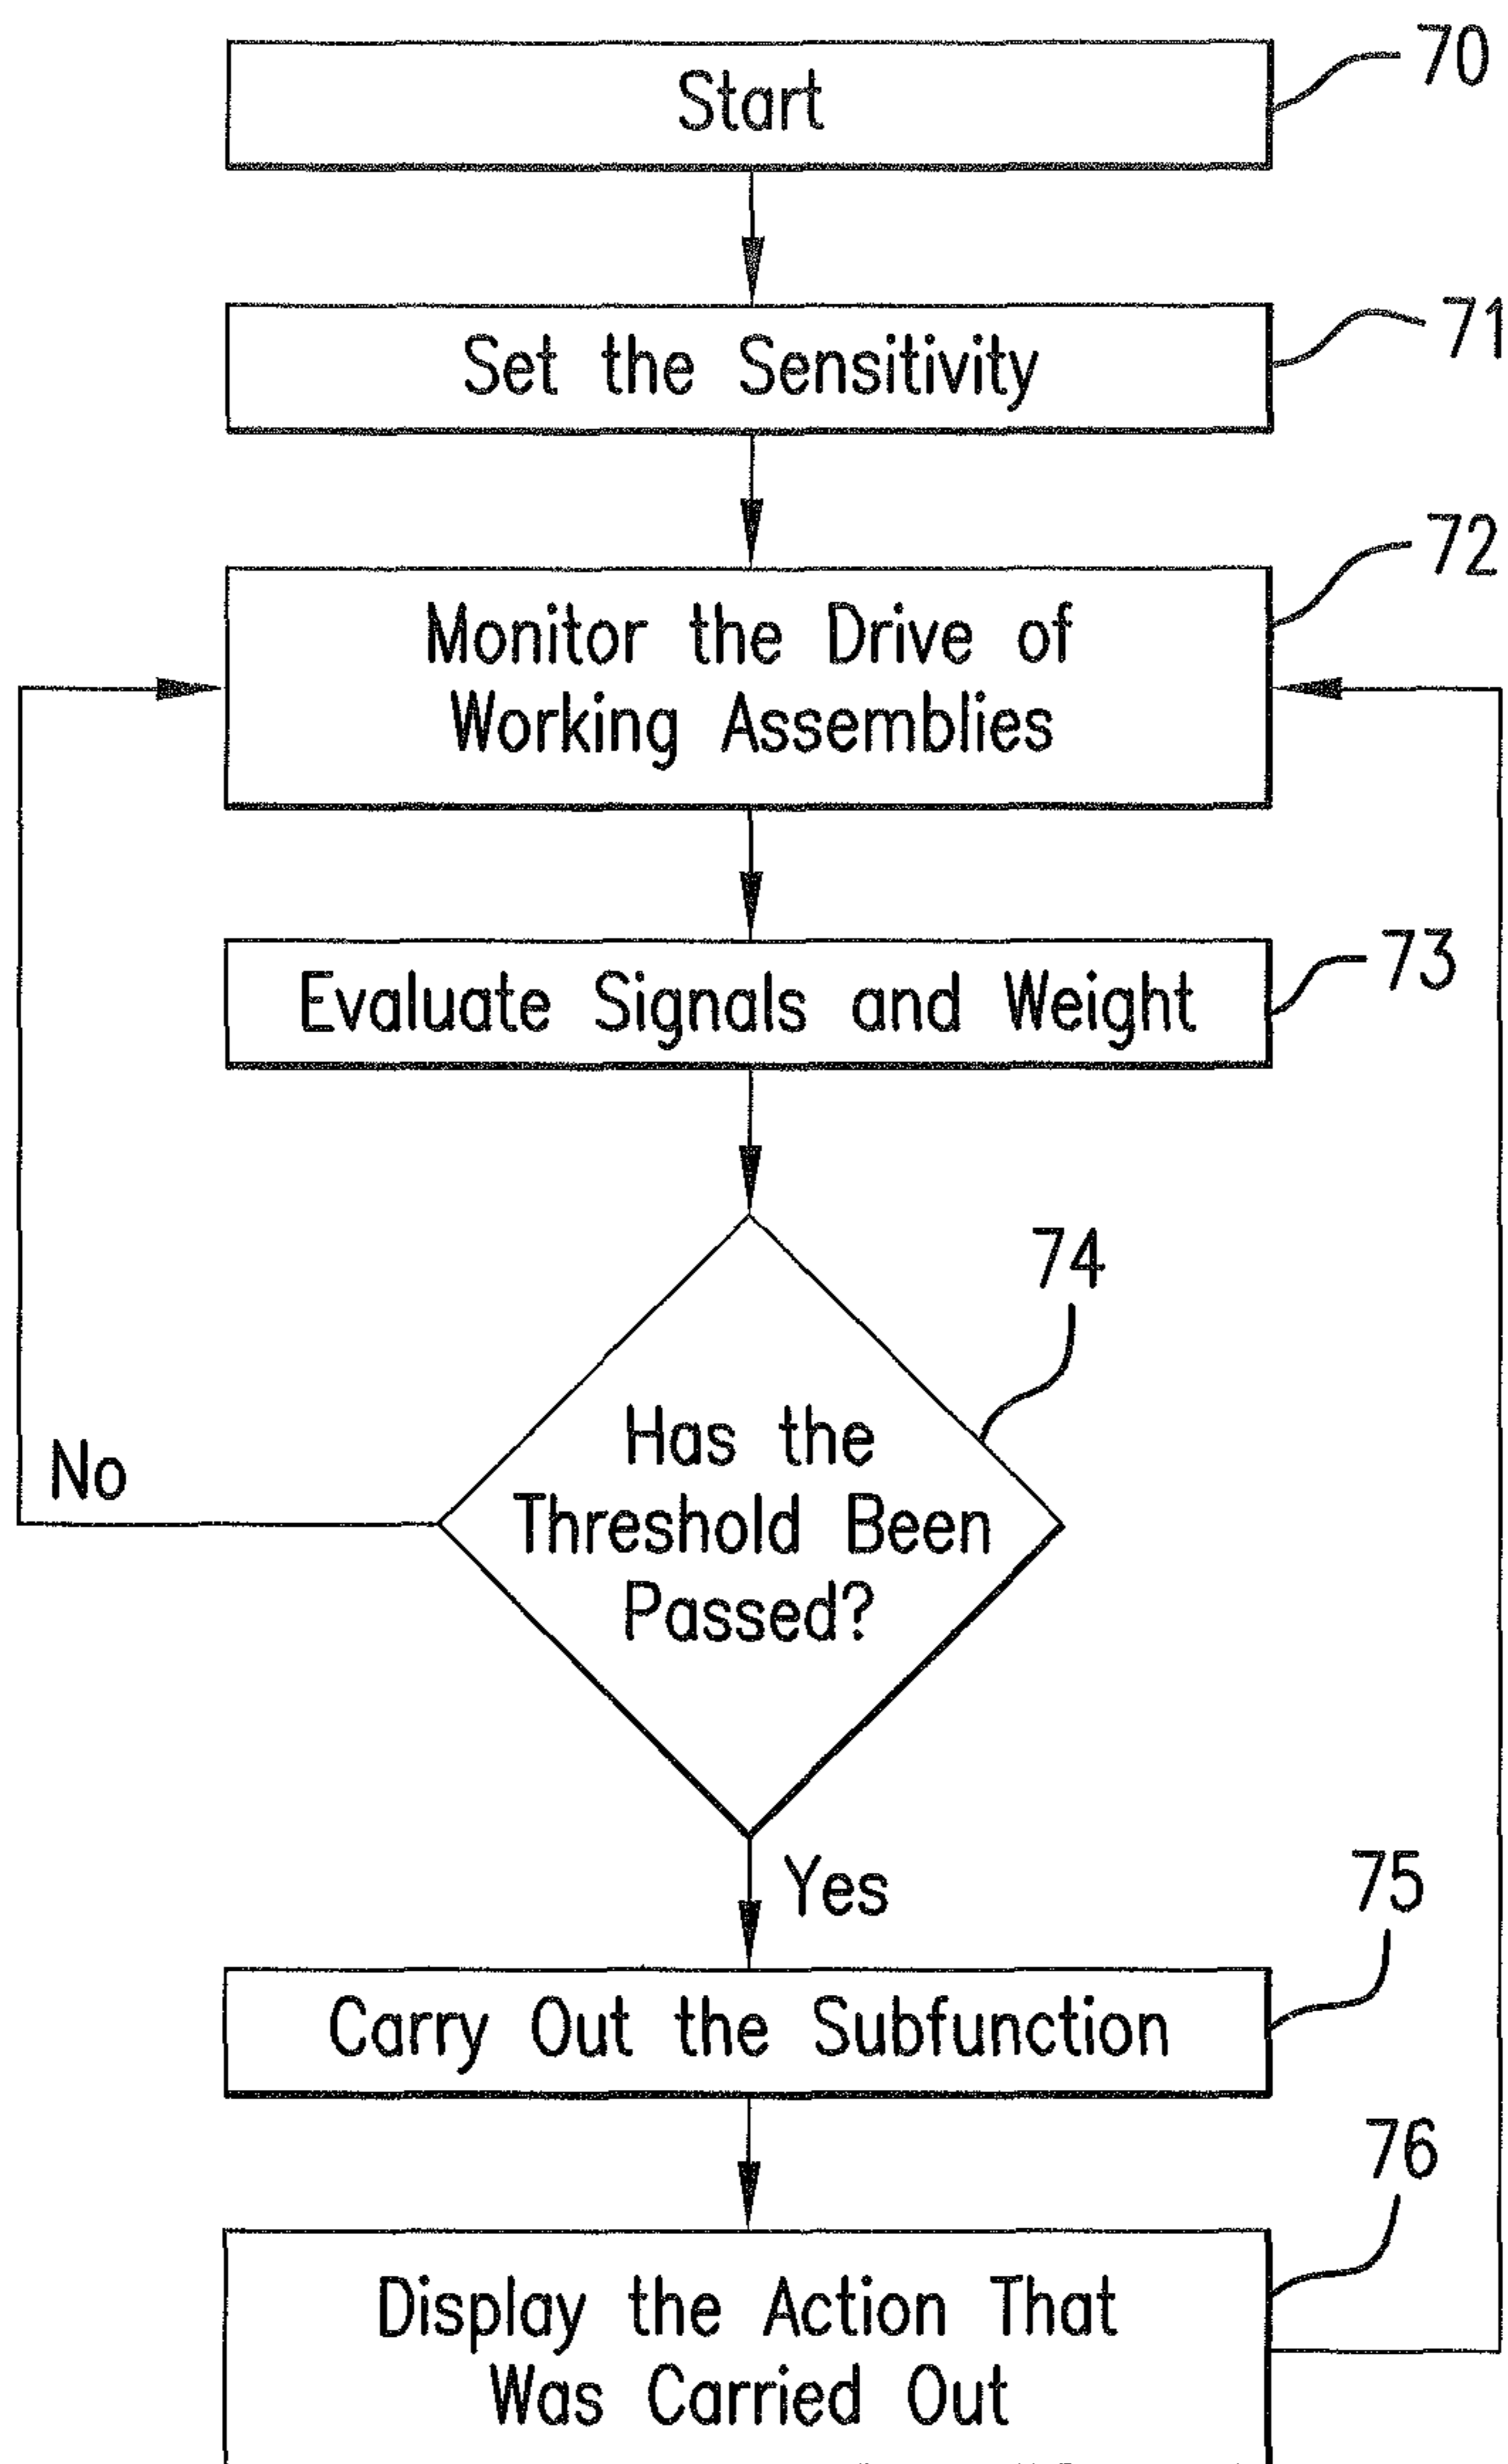 Start
70
Set the Sensitivity
71
Monitor the Drive of
Working Assemblies
72
Evaluate Signals and Weight
73
Has the
Threshold Been
Passed?
74
No
Yes
Carry Out the Subfunction
75
Display the Action That
Was Carried Out
76